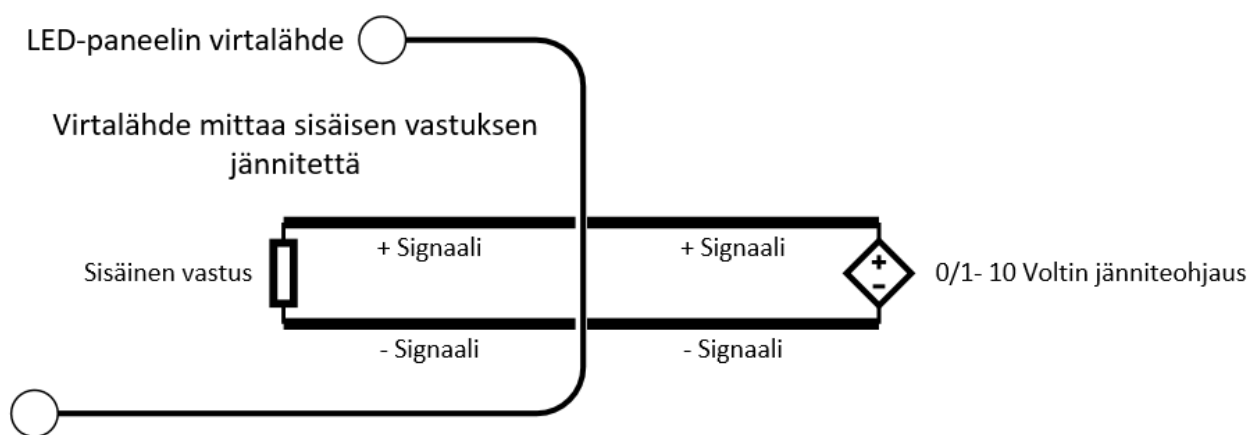 LED-paneelin virtalähde
Virtalähde mittaa sisäisen vastuksen
jännitettä
+ Signaali
+ Signaali
Sisäinen vastus
+
-
0/1- 10 Voltin jänniteohjaus
- Signaali
- Signaali